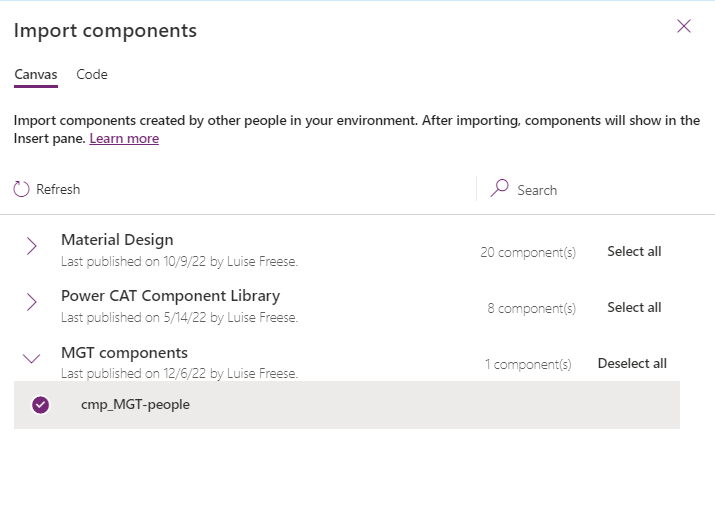 Import components
Canvas Code
Import components created by other people in your environment. After importing, components will show in the
Insert pane. Learn more
Refresh Search
Material Design
Last published on 10/9/22 by Luise Freese.
20 component(s) Select all
Power CAT Component Library
Last published on 5/14/22 by Luise Freese.
8 component(s) Select all
MGT components
Last published on 12/6/22 by Luise Freese.
1 component(s) Deselect all
cmp_MGT-people